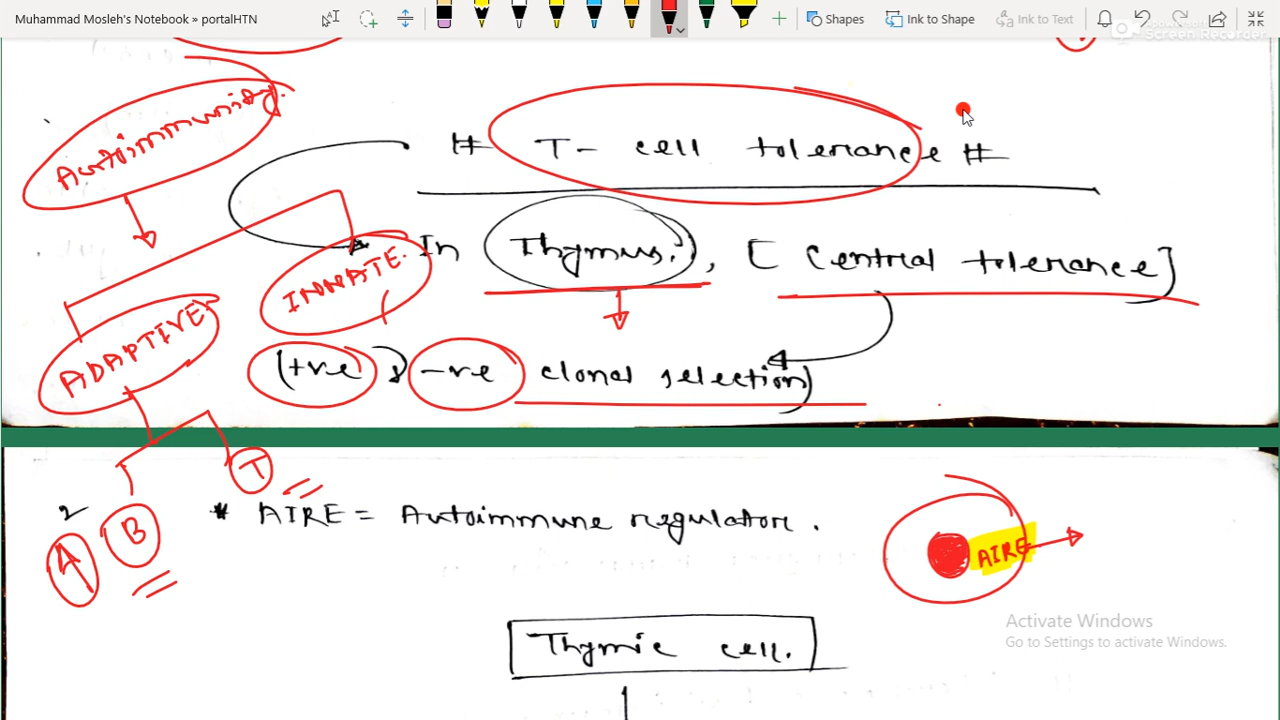 Muhammad Mosleh's Notebook » portalHTN
Shapes
Ink to Shape
Ink to Text
Screen Recorder
Autoimmunity
# T-cell tolerance #
In Thymus, [Central tolerance]
INNATE
ADAPTIVE
(+ve & -ve clonal selection)
T
B
A
* AIRE = Autoimmune regulator.
AIRE
Thymic cell.
Activate Windows
Go to Settings to activate Windows.